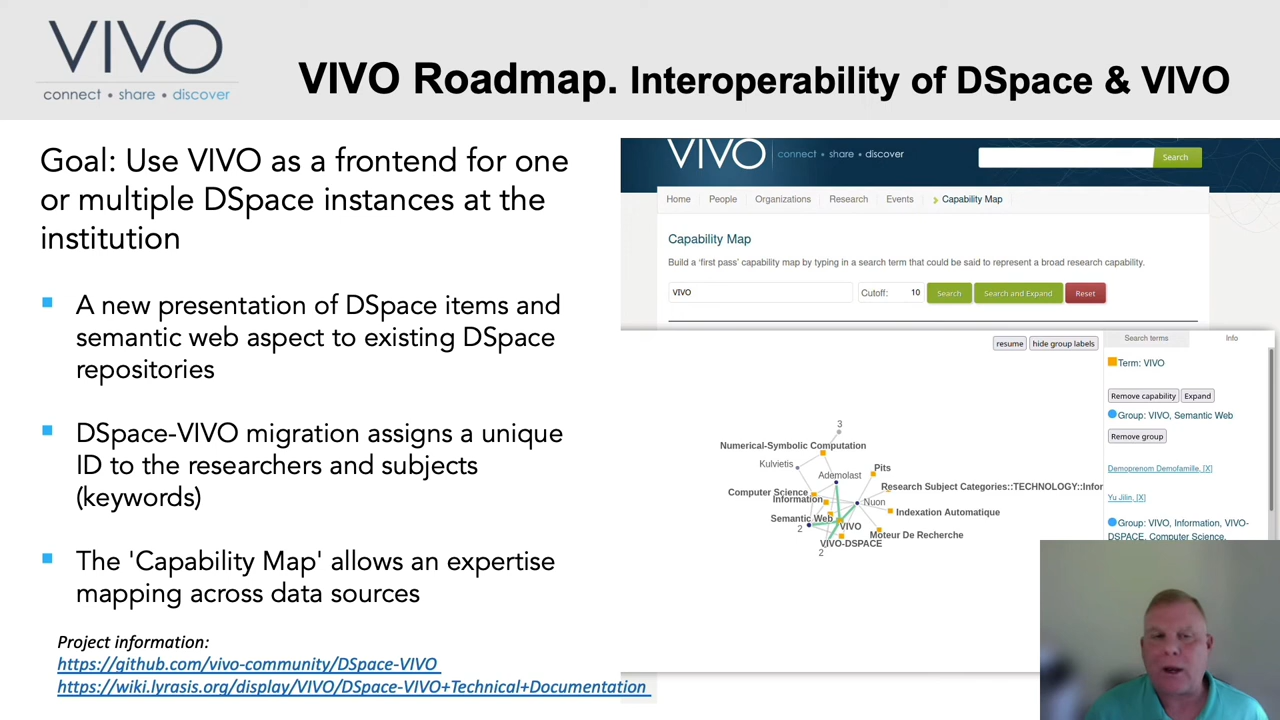 VIVO
connect • share • discover
VIVO Roadmap. Interoperability of DSpace & VIVO
Goal: Use VIVO as a frontend for one
or multiple DSpace instances at the
institution
A new presentation of DSpace items and
semantic web aspect to existing DSpace
repositories
DSpace-VIVO migration assigns a unique
ID to the researchers and subjects
(keywords)
The 'Capability Map' allows an expertise
mapping across data sources
Project information:
https://github.com/vivo-community/DSpace-VIVO
https://wiki.lyrasis.org/display/VIVO/DSpace-VIVO+Technical+Documentation
VIVO connect • share • discover Search
Home People Organizations Research Events Capability Map
Capability Map
Build a 'first pass' capability map by typing in a search term that could be said to represent a broad research capability.
VIVO Cutoff: 10 Search Search and Expand Reset
resume hide group labels
3
Numerical-Symbolic Computation
Kulvietis
Ademolast
Pits
Research Subject Categories::TECHNOLOGY::Infor
Computer Science
Information
Nuon
Indexation Automatique
Semantic Web
2
VIVO
Moteur De Recherche
VIVO-DSPACE
2
Search terms Info
Term: VIVO
Remove capability Expand
Group: VIVO, Semantic Web
Remove group
Demoprenom Demofamille, [X]
Yu Jilin, [X]
Group: VIVO, Information, VIVO-
DSPACE, Computer Science,